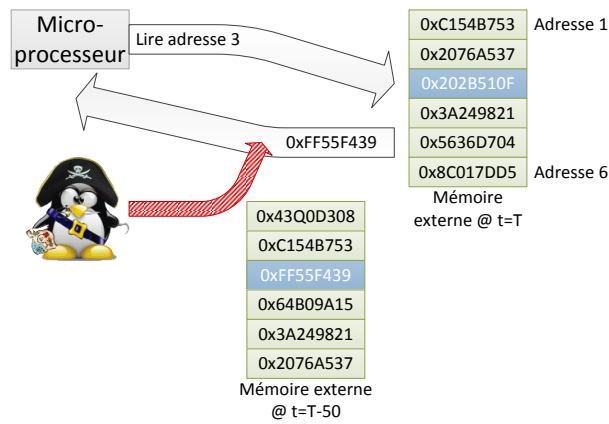 Micro-
processeur
Lire adresse 3
0xC154B753 Adresse 1
0x2076A537
0x202B510F
0x3A249821
0x5636D704
0x8C017DD5 Adresse 6
Mémoire
externe @ t=T
0xFF55F439
0x43Q0D308
0xC154B753
0xFF55F439
0x64B09A15
0x3A249821
0x2076A537
Mémoire externe
@ t=T-50